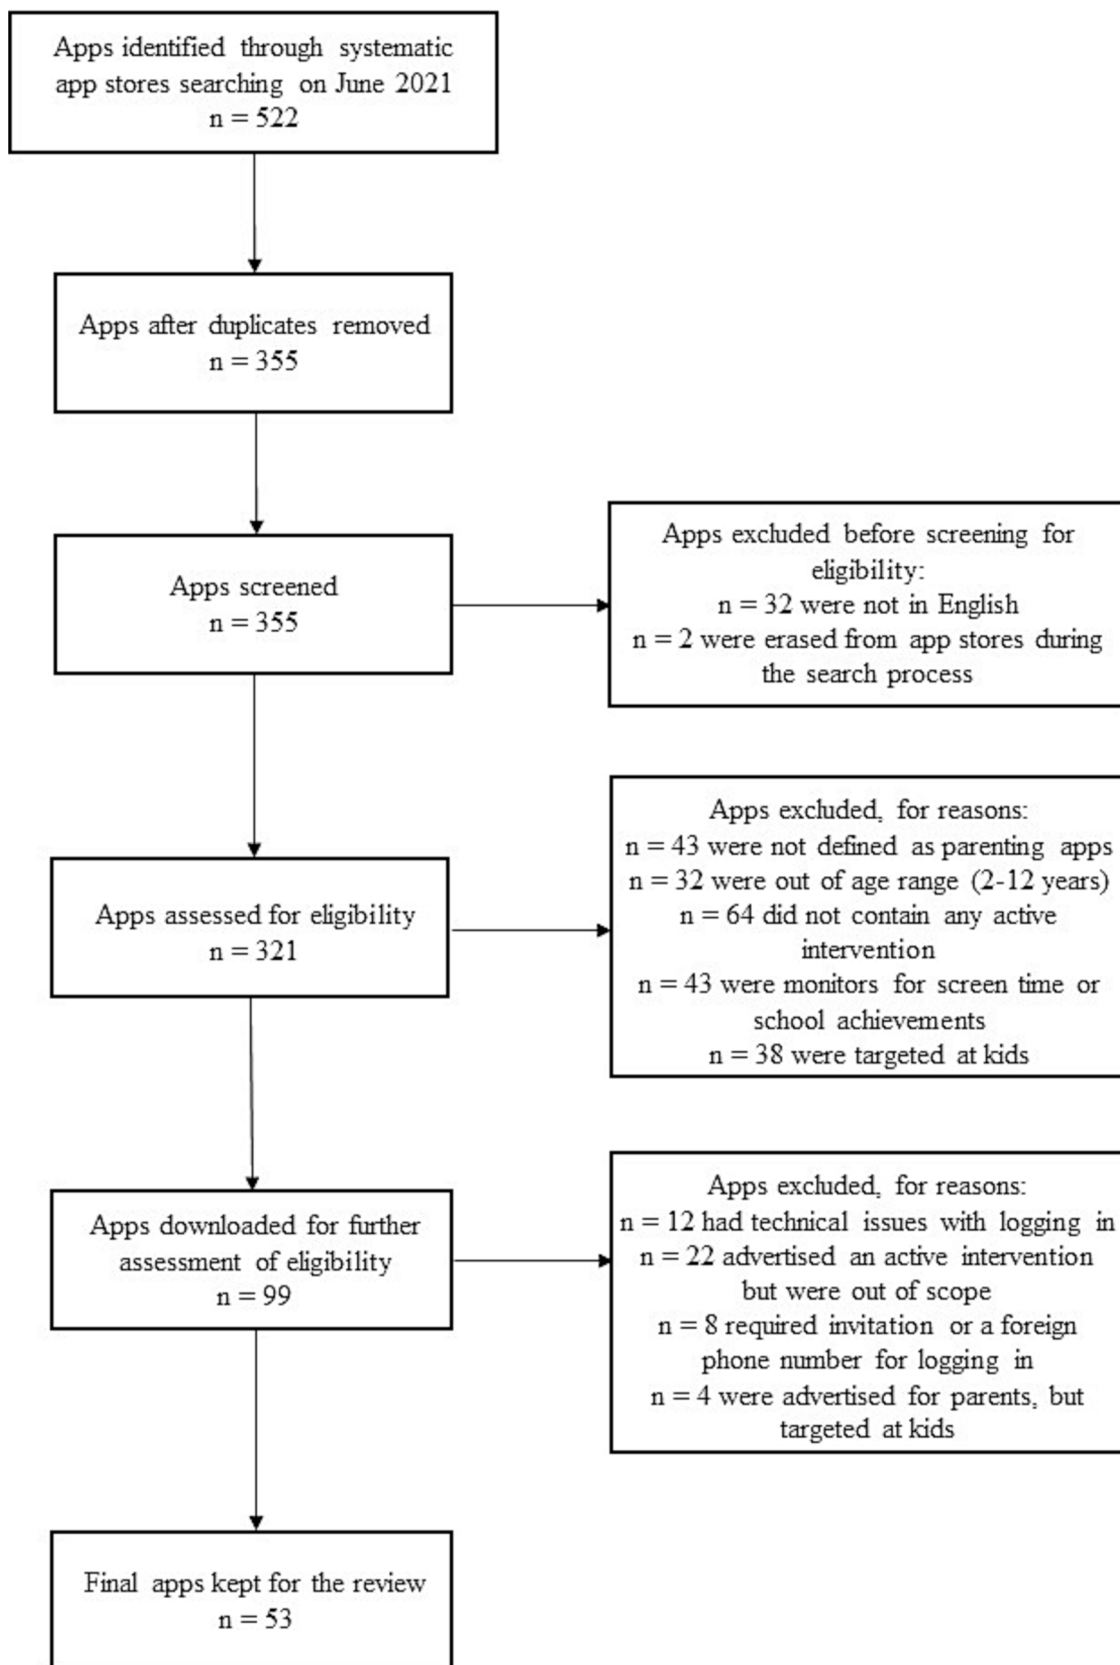 Apps identified through systematic
app stores searching on June 2021
n = 522
Apps after duplicates removed
n = 355
Apps screened
n = 355
Apps excluded before screening for
eligibility:
n = 32 were not in English
n = 2 were erased from app stores during
the search process
Apps assessed for eligibility
n = 321
Apps excluded, for reasons:
n = 43 were not defined as parenting apps
n = 32 were out of age range (2-12 years)
n = 64 did not contain any active
intervention
n = 43 were monitors for screen time or
school achievements
n = 38 were targeted at kids
Apps downloaded for further
assessment of eligibility
n = 99
Apps excluded, for reasons:
n = 12 had technical issues with logging in
n = 22 advertised an active intervention
but were out of scope
n = 8 required invitation or a foreign
phone number for logging in
n = 4 were advertised for parents, but
targeted at kids
Final apps kept for the review
n = 53